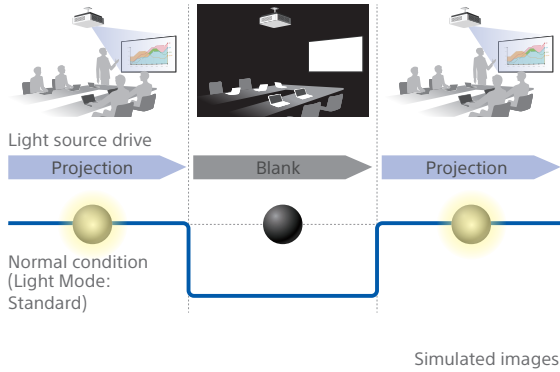 Light source drive
Projection
Blank
Projection
Normal condition
(Light Mode:
Standard)
Simulated images